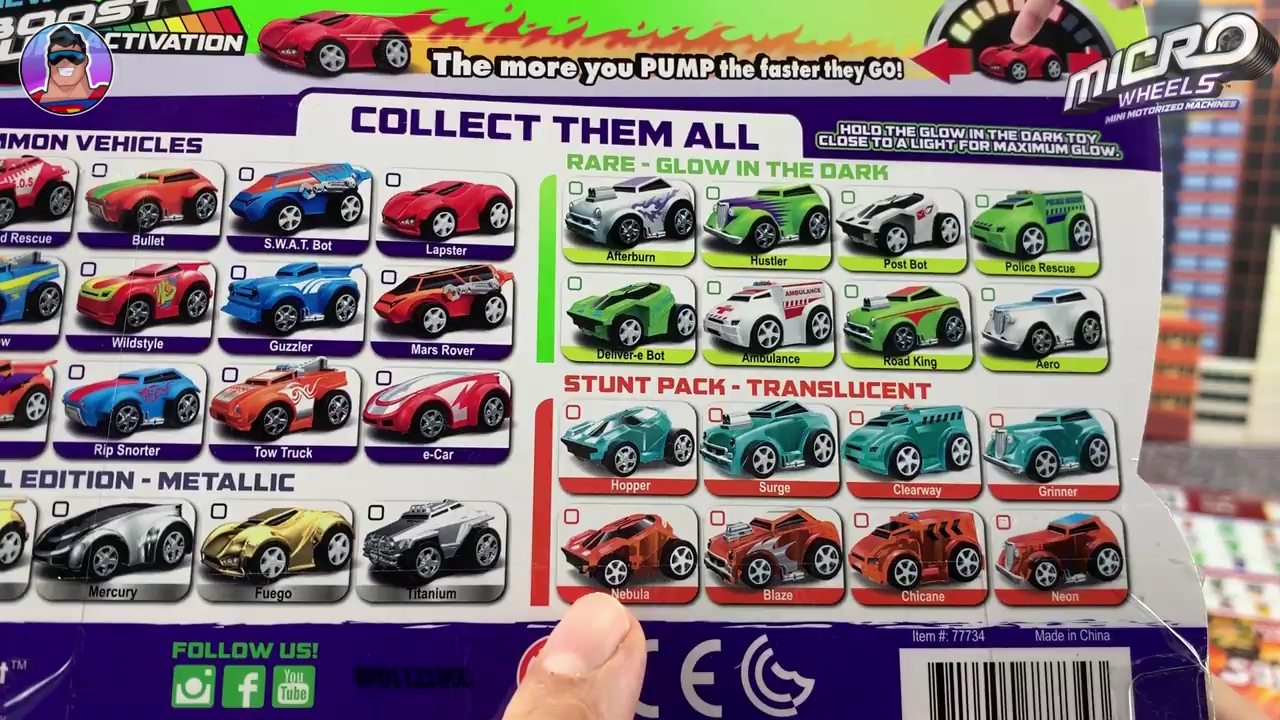 BOOST
ACTIVATION
The more you PUMP the faster they GO!
MICRO
WHEELS™
MINI MOTORIZED MACHINES
COLLECT THEM ALL
HOLD THE GLOW IN THE DARK TOY
CLOSE TO A LIGHT FOR MAXIMUM GLOW.
MMON VEHICLES
S.O.S
d Rescue
Bullet
S.W.A.T. Bot
Lapster
Wildstyle
Guzzler
Mars Rover
Rip Snorter
Tow Truck
e-Car
L EDITION - METALLIC
Mercury
Fuego
Titanium
RARE - GLOW IN THE DARK
Afterburn
Hustler
Post Bot
POLICE RESCUE
Police Rescue
Deliver-e Bot
AMBULANCE
Ambulance
Road King
Aero
STUNT PACK - TRANSLUCENT
Hopper
Surge
Clearway
Grinner
Nebula
Blaze
Chicane
Neon
FOLLOW US!
You
Tube
CE
Item #: 77734
Made in China